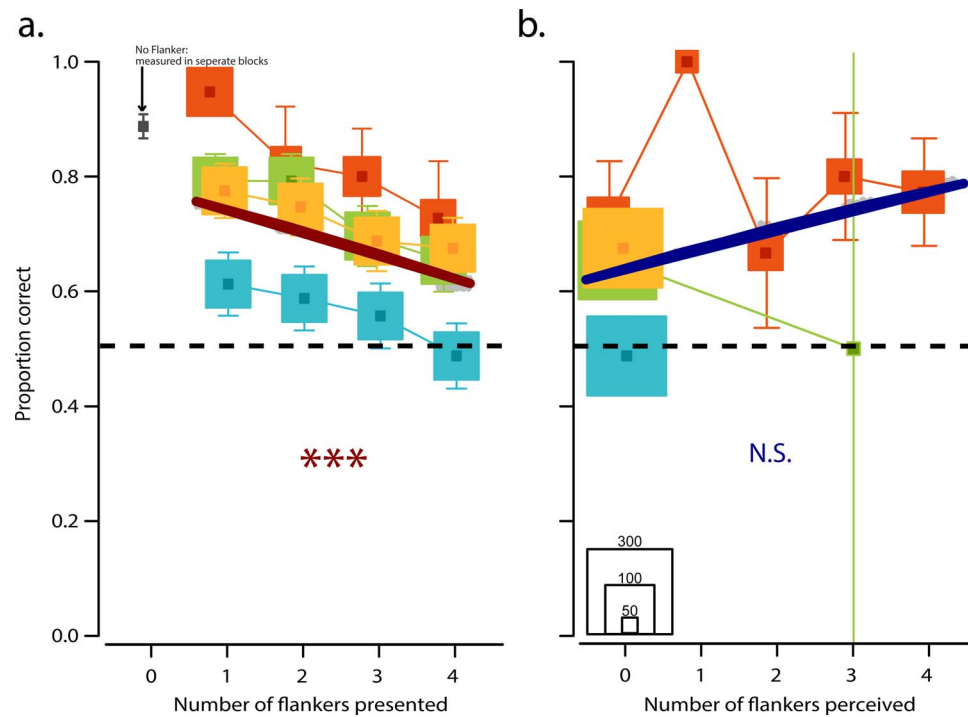 a.
No Flanker:
measured in seperate blocks
1.0
0.8
0.6
0.4
0.2
0.0
Proportion correct
***
0
1
2
3
4
Number of flankers presented
b.
N.S.
300
100
50
0
1
2
3
4
Number of flankers perceived